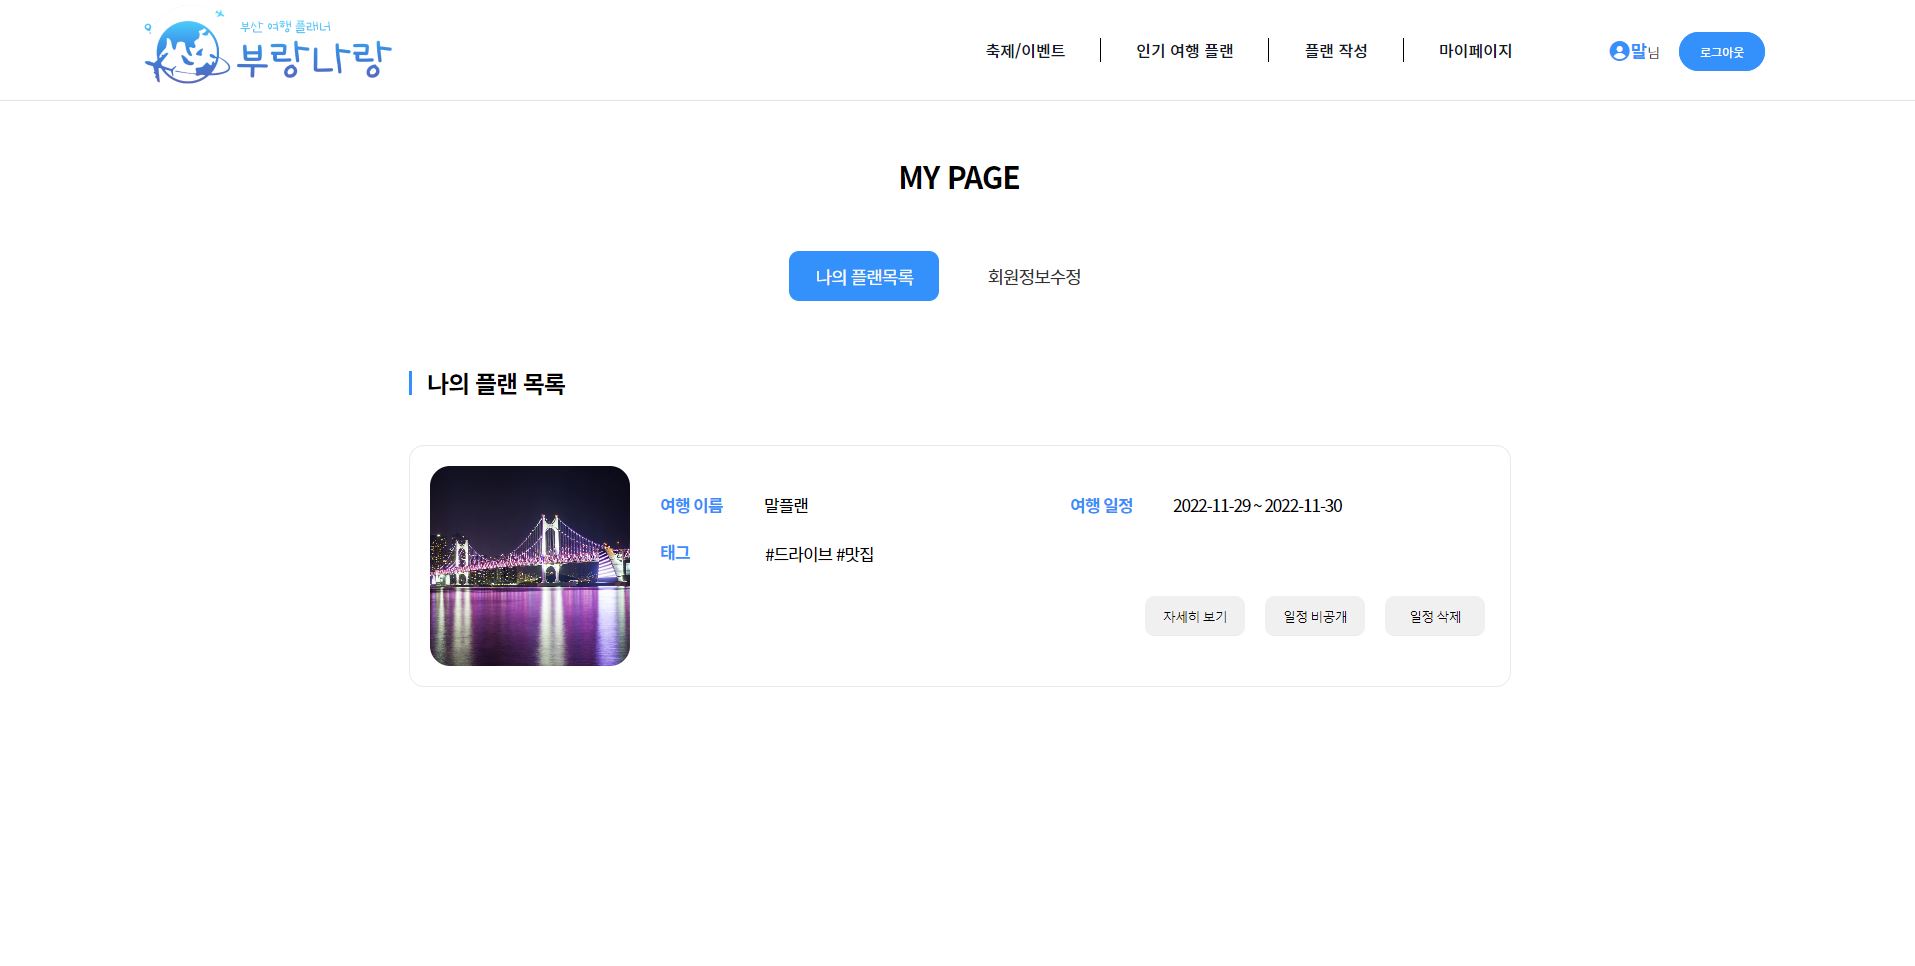 부산 여행 플래너
부랑나랑
축제/이벤트
인기 여행 플랜
플랜 작성
마이페이지
말님
로그아웃
MY PAGE
나의 플랜목록
회원정보수정
나의 플랜 목록
여행 이름
말플랜
여행 일정
2022-11-29 ~ 2022-11-30
태그
#드라이브 #맛집
자세히 보기
일정 비공개
일정 삭제